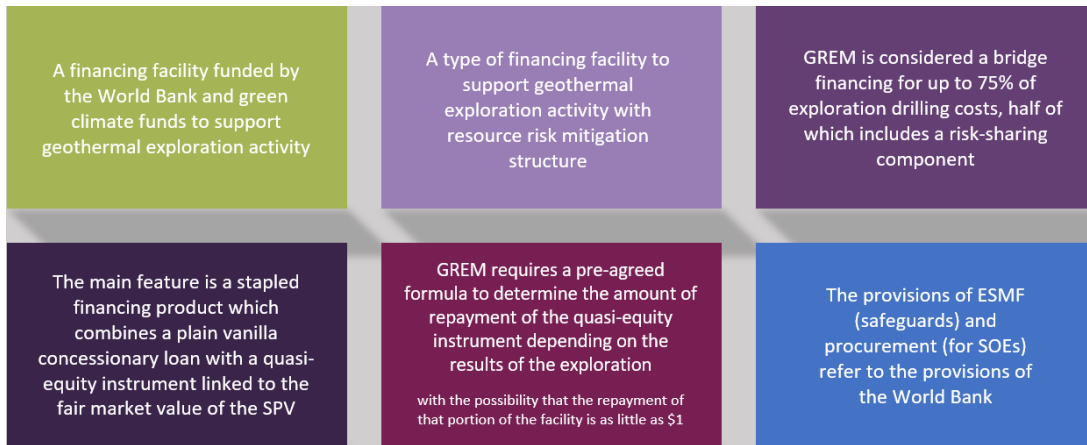 A financing facility funded by
the World Bank and green
climate funds to support
geothermal exploration activity
A type of financing facility to
support geothermal
exploration activity with
resource risk mitigation
structure
GREM is considered a bridge
financing for up to 75% of
exploration drilling costs, half of
which includes a risk-sharing
component
The main feature is a stapled
financing product which
combines a plain vanilla
concessionary loan with a quasi-
equity instrument linked to the
fair market value of the SPV
GREM requires a pre-agreed
formula to determine the amount of
repayment of the quasi-equity
instrument depending on the
results of the exploration
with the possibility that the repayment of
that portion of the facility is as little as $1
The provisions of ESMF
(safeguards) and
procurement (for SOEs)
refer to the provisions of
the World Bank